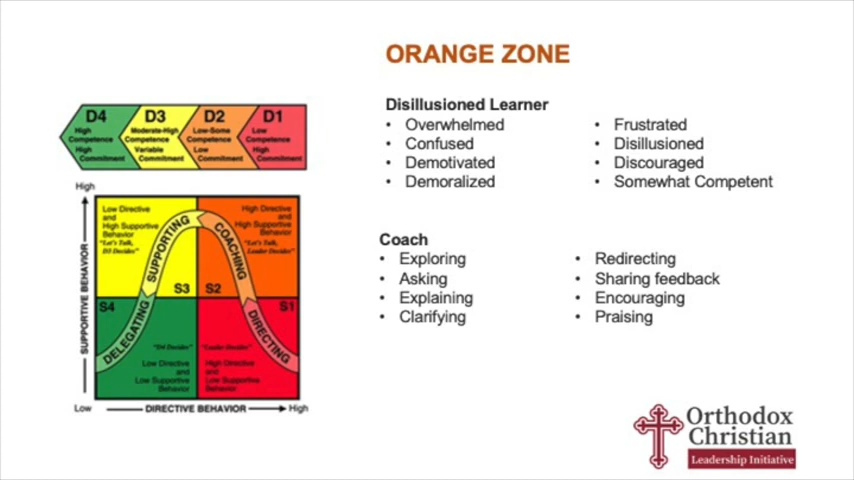 ORANGE ZONE
D4
High
Competence
High
Commitment
D3
Moderate-High
Competence
Variable
Commitment
D2
Low-Some
Competence
Low
Commitment
D1
Low
Competence
High
Commitment
High
SUPPORTIVE BEHAVIOR
Low Directive
and
High Supportive
Behavior
"Let's Talk,
D3 Decides"
High Directive
and
High Supportive
Behavior
"Let's Talk,
Leader Decides"
SUPPORTING
COACHING
S3
S2
S4
S1
DELEGATING
DIRECTING
"D4 Decides"
"Leader Decides"
Low Directive
and
Low Supportive
Behavior
High Directive
and
Low Supportive
Behavior
Low
DIRECTIVE BEHAVIOR
High
Disillusioned Learner
• Overwhelmed
• Confused
• Demotivated
• Demoralized
• Frustrated
• Disillusioned
• Discouraged
• Somewhat Competent
Coach
• Exploring
• Asking
• Explaining
• Clarifying
• Redirecting
• Sharing feedback
• Encouraging
• Praising
Orthodox
Christian
Leadership Initiative